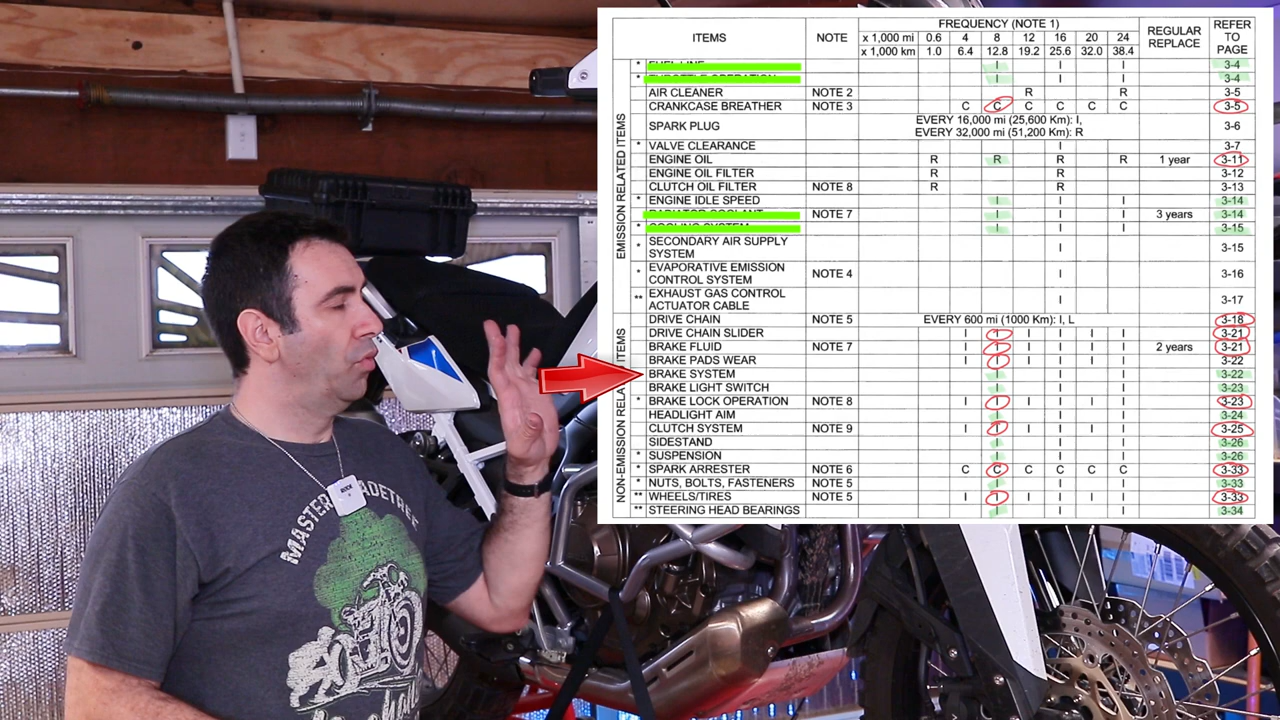 ITEMS NOTE FREQUENCY (NOTE 1) REGULAR REPLACE REFER TO PAGE
x 1,000 mi 0.6 4 8 12 16 20 24
x 1,000 km 1.0 6.4 12.8 19.2 25.6 32.0 38.4
EMISSION RELATED ITEMS
* FUEL LINE I I I 3-4
* THROTTLE OPERATION I I I 3-4
AIR CLEANER NOTE 2 R R 3-5
CRANKCASE BREATHER NOTE 3 C C C C C C 3-5
SPARK PLUG EVERY 16,000 mi (25,600 Km): I, 3-6
EVERY 32,000 mi (51,200 Km): R
* VALVE CLEARANCE I 3-7
ENGINE OIL R R R R 1 year 3-11
ENGINE OIL FILTER R R 3-12
CLUTCH OIL FILTER NOTE 8 R R 3-13
* ENGINE IDLE SPEED I I I 3-14
RADIATOR COOLANT NOTE 7 I I I 3 years 3-14
* COOLING SYSTEM I I I 3-15
* SECONDARY AIR SUPPLY SYSTEM I 3-15
* EVAPORATIVE EMISSION CONTROL SYSTEM NOTE 4 I 3-16
** EXHAUST GAS CONTROL ACTUATOR CABLE I 3-17
NON-EMISSION RELA ITEMS
DRIVE CHAIN NOTE 5 EVERY 600 mi (1000 Km): I, L 3-18
DRIVE CHAIN SLIDER I I I I I I 3-21
BRAKE FLUID NOTE 7 I I I I I I 2 years 3-21
BRAKE PADS WEAR I I I I I I 3-22
BRAKE SYSTEM I I I 3-22
BRAKE LIGHT SWITCH I I I 3-23
* BRAKE LOCK OPERATION NOTE 8 I I I I I I 3-23
HEADLIGHT AIM I I I 3-24
CLUTCH SYSTEM NOTE 9 I I I I I I 3-25
SIDESTAND I I I 3-26
* SUSPENSION I I I 3-26
* SPARK ARRESTER NOTE 6 C C C C C C 3-33
* NUTS, BOLTS, FASTENERS NOTE 5 I I I 3-33
** WHEELS/TIRES NOTE 5 I I I I I I 3-33
** STEERING HEAD BEARINGS I I I 3-34
MASTER